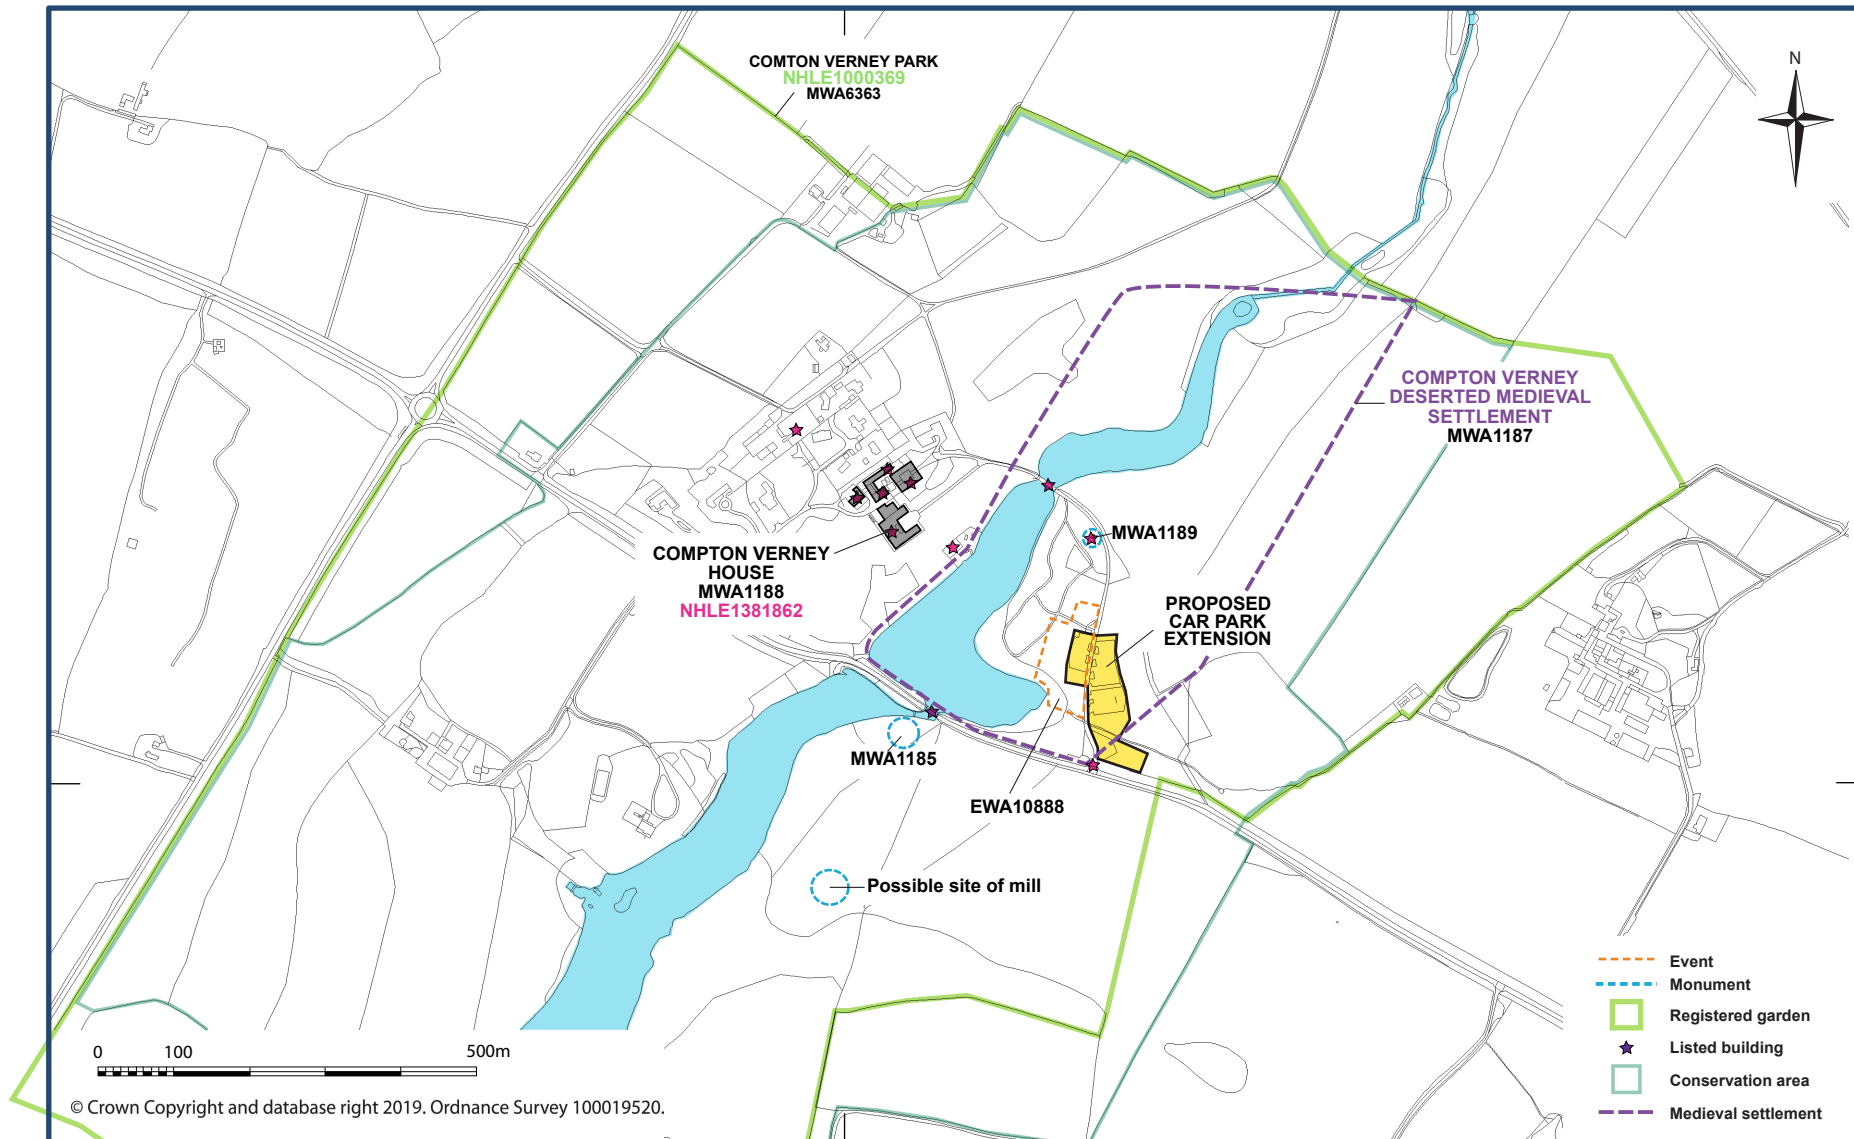 COMTON VERNEY PARK
NHLE1000369
MWA6363
N
COMPTON VERNEY
DESERTED MEDIEVAL
SETTLEMENT
MWA1187
MWA1189
COMPTON VERNEY
HOUSE
MWA1188
NHLE1381862
PROPOSED
CAR PARK
EXTENSION
MWA1185
EWA10888
Possible site of mill
Event
Monument
Registered garden
Listed building
Conservation area
Medieval settlement
0 100 500m
© Crown Copyright and database right 2019. Ordnance Survey 100019520.